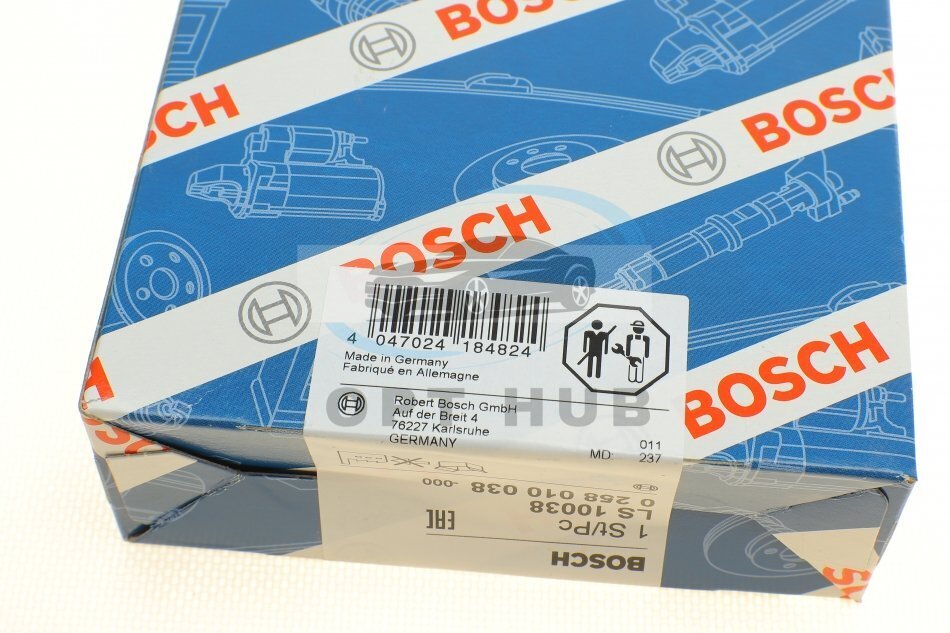 BOSCH
BOSCH
BOSCH
BOSCH
BOSCH
4 047024 184824
Made in Germany
Fabriqué en Allemagne
OPT HUB
Robert Bosch GmbH
Auf der Breit 4
76227 Karlsruhe
GERMANY
011
MD: 237
BOSCH
1 St/Pc
LS 10038
0 258 010 038 -000
EAC